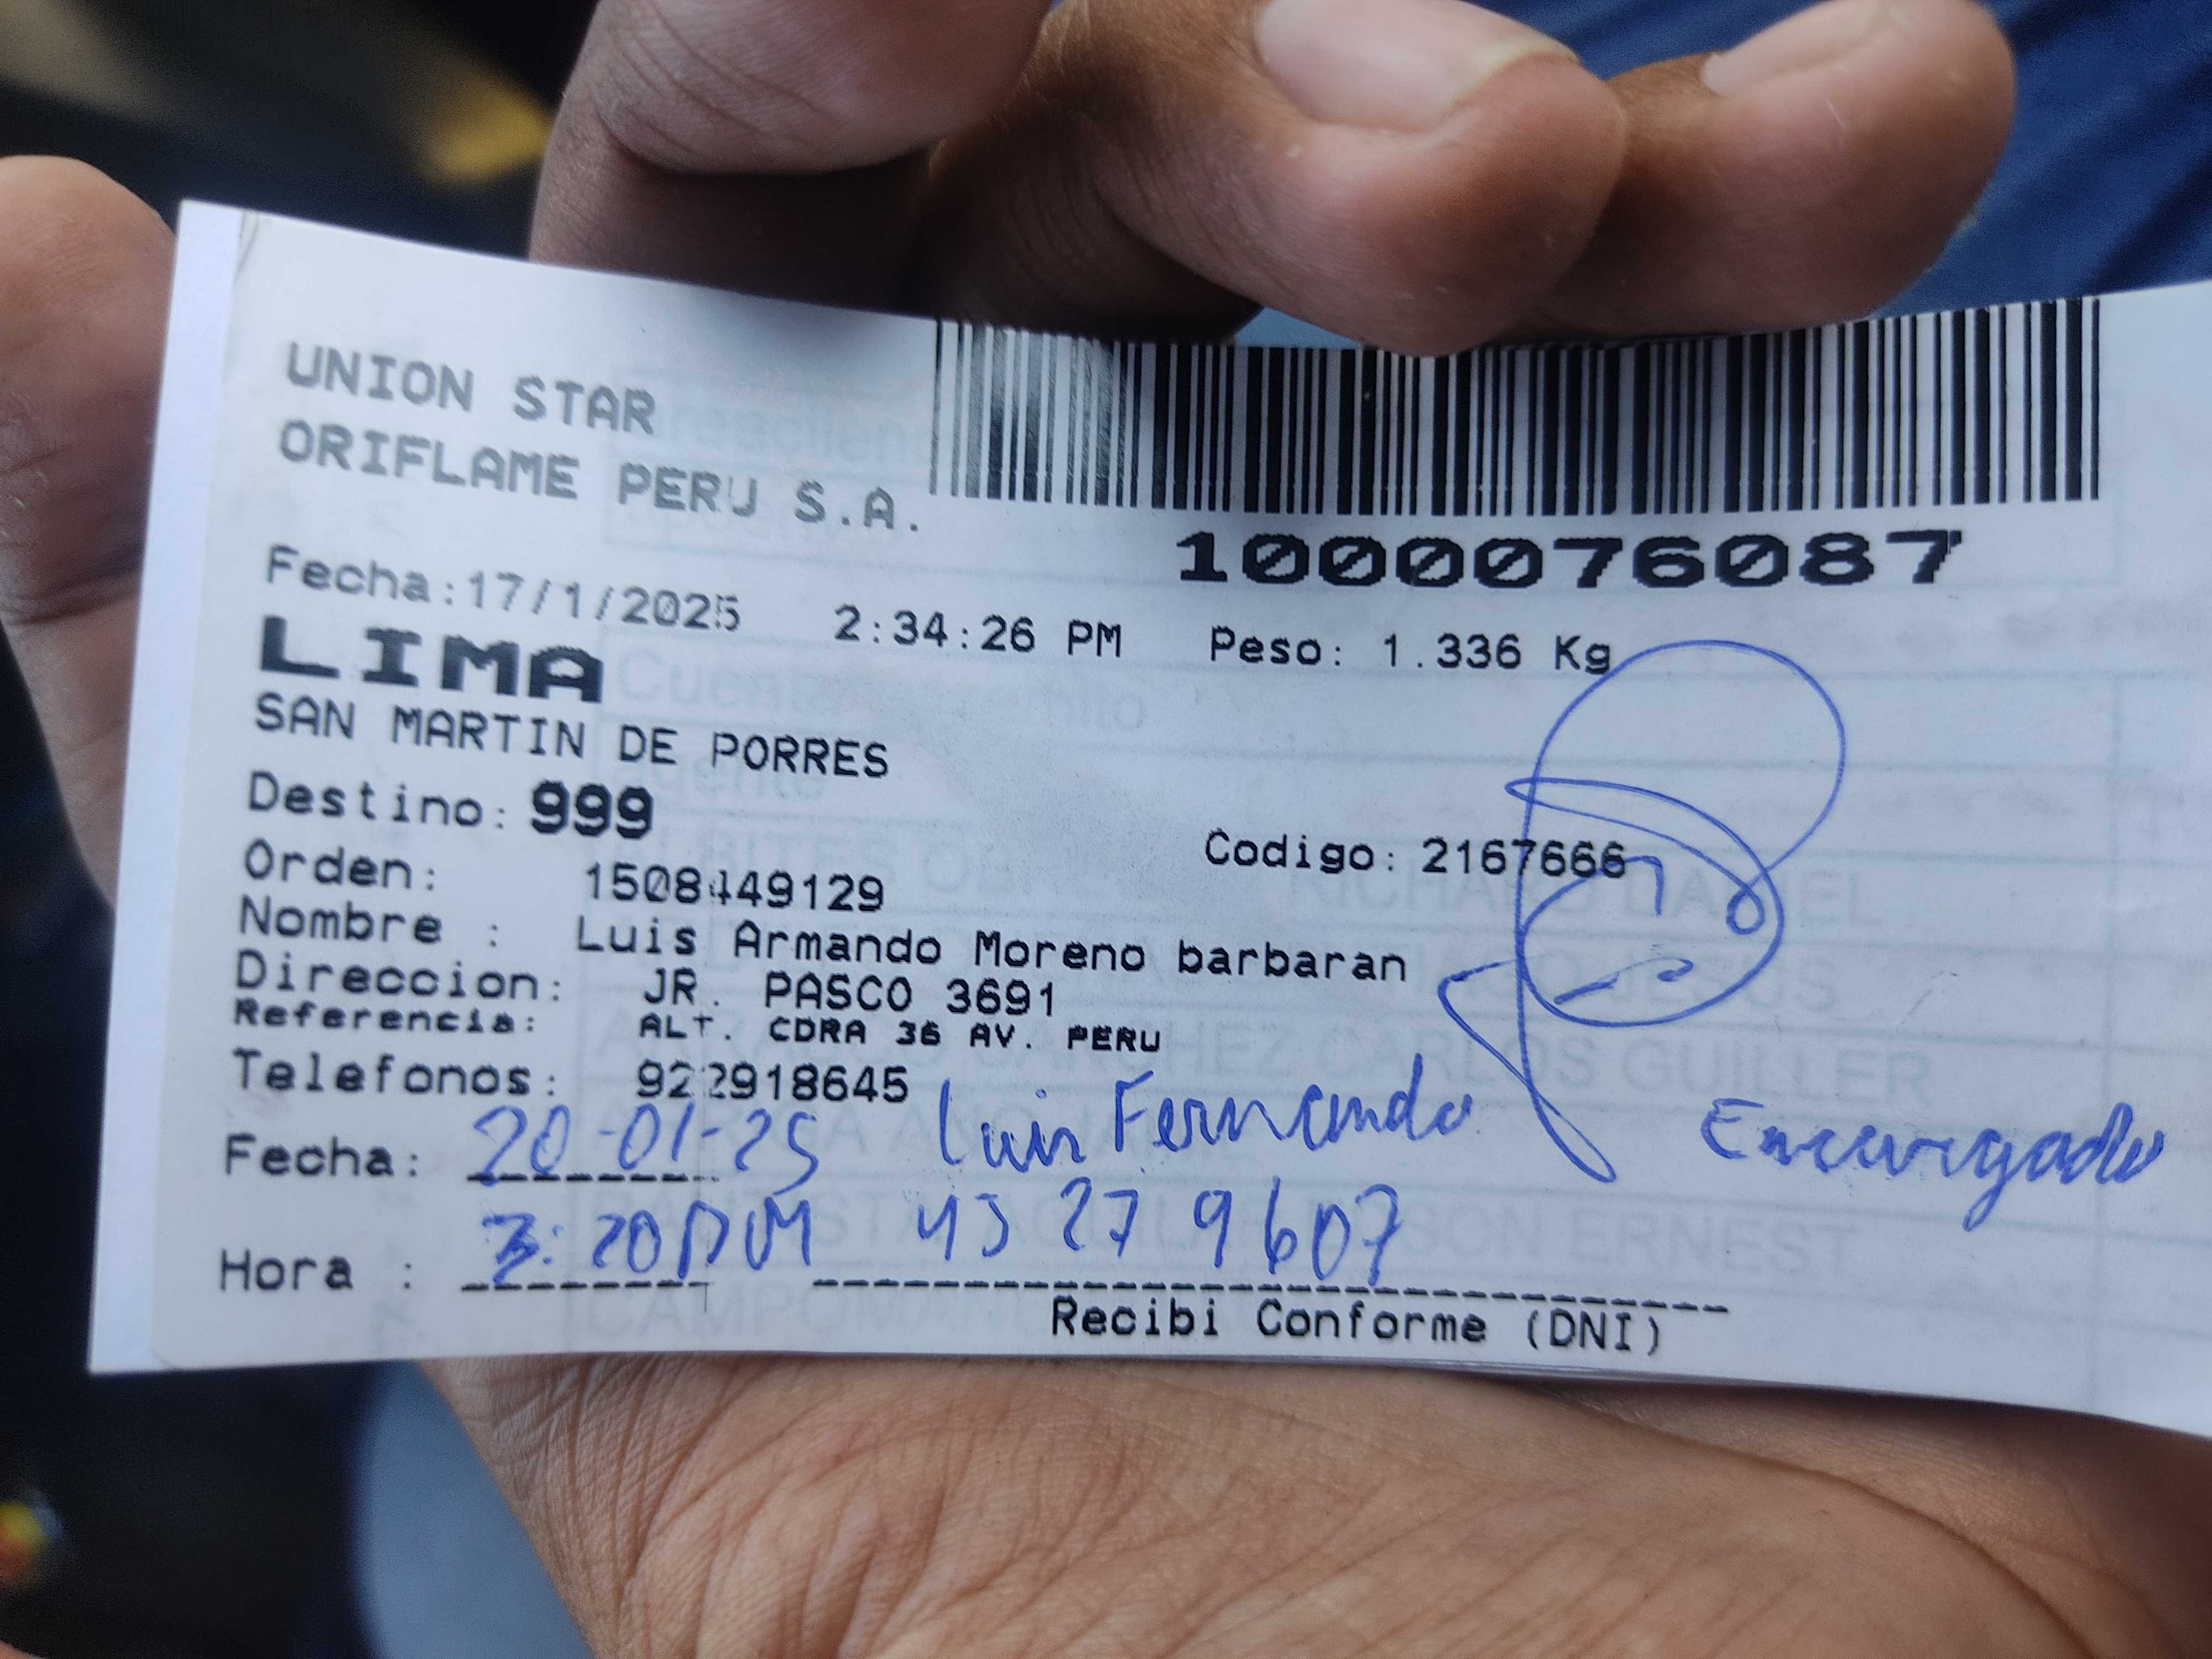 UNION STAR
ORIFLAME PERU S.A.
1000076087
Fecha:17/1/2025 2:34:26 PM Peso: 1.336 Kg
LIMA
SAN MARTIN DE PORRES
Destino: 999
Codigo: 2167666
Orden: 1508449129
Nombre : Luis Armando Moreno barbaran
Direccion: JR. PASCO 3691
Referencia: ALT. CDRA 36 AV. PERU
Telefonos: 922918645
Fecha: 20-01-25 Luis Fernando Encargado
Hora : 3:20PM 43279607
Recibi Conforme (DNI)